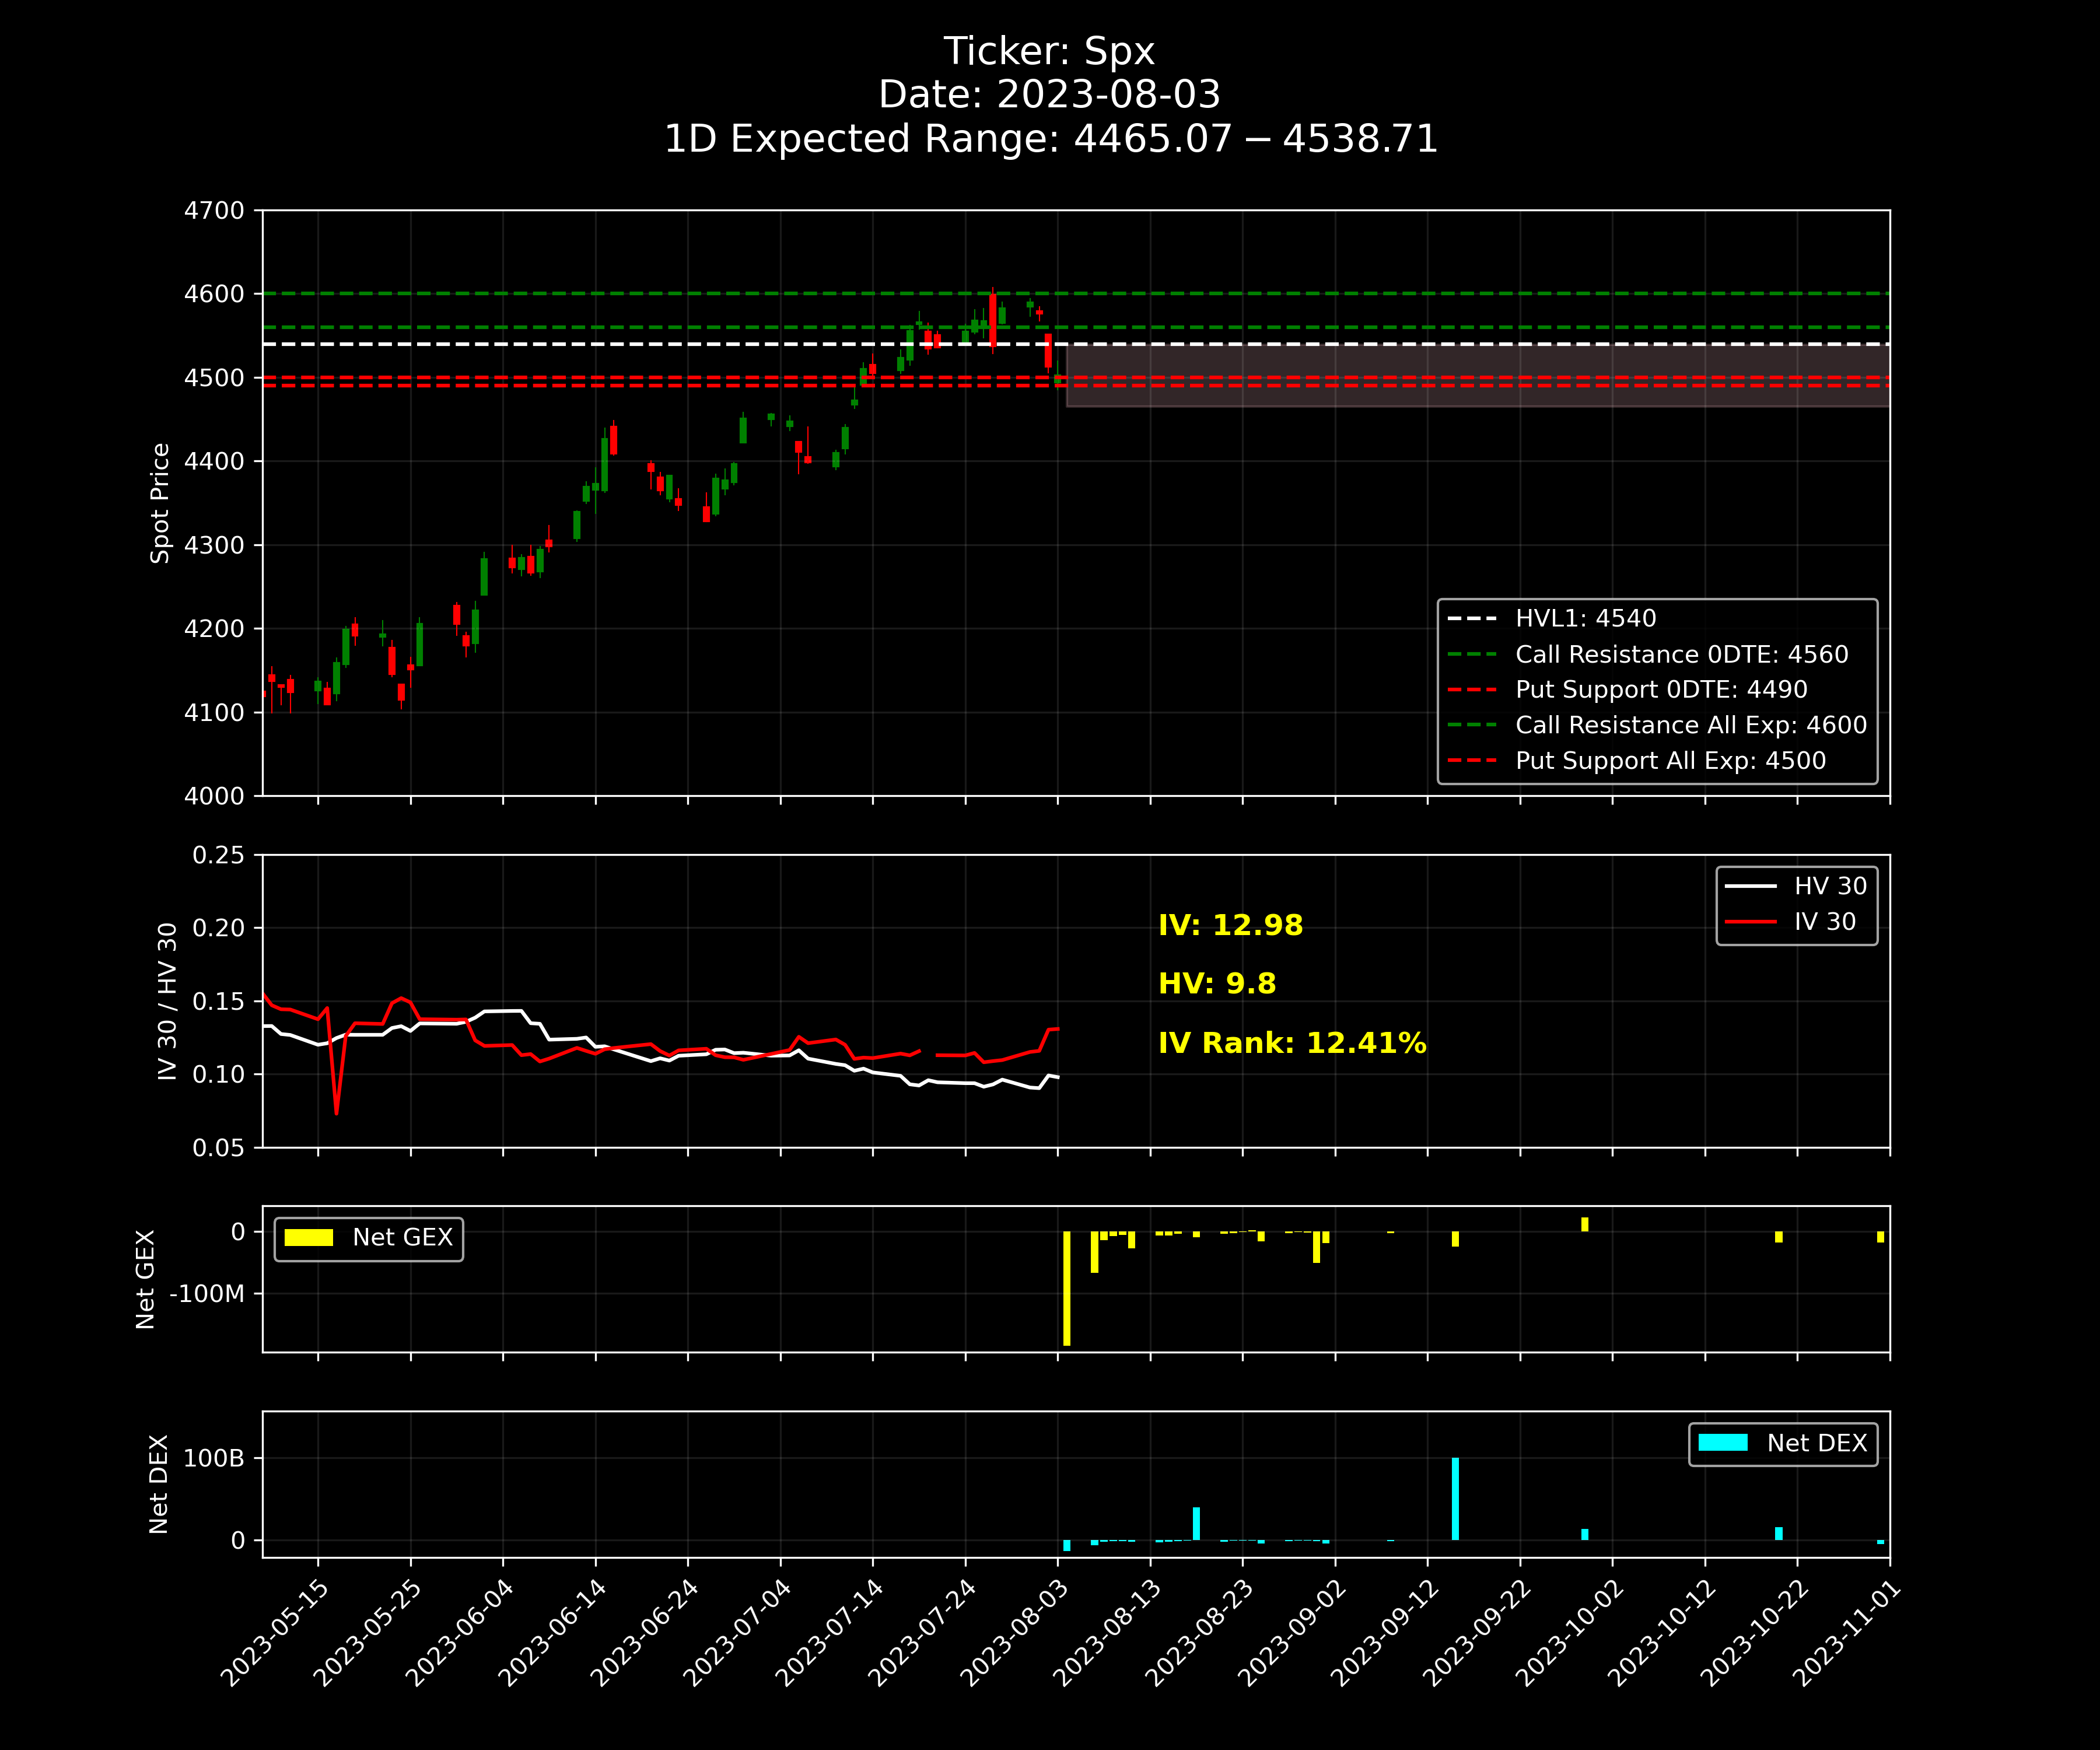 Ticker: Spx
Date: 2023-08-03
1D Expected Range: 4465.07 − 4538.71
4700
4600
4500
4400
4300
4200
4100
4000
Spot Price
HVL1: 4540
Call Resistance 0DTE: 4560
Put Support 0DTE: 4490
Call Resistance All Exp: 4600
Put Support All Exp: 4500
0.25
0.20
0.15
0.10
0.05
IV 30 / HV 30
IV: 12.98
HV: 9.8
IV Rank: 12.41%
HV 30
IV 30
0
-100M
Net GEX
Net GEX
100B
0
Net DEX
Net DEX
2023-05-15
2023-05-25
2023-06-04
2023-06-14
2023-06-24
2023-07-04
2023-07-14
2023-07-24
2023-08-03
2023-08-13
2023-08-23
2023-09-02
2023-09-12
2023-09-22
2023-10-02
2023-10-12
2023-10-22
2023-11-01